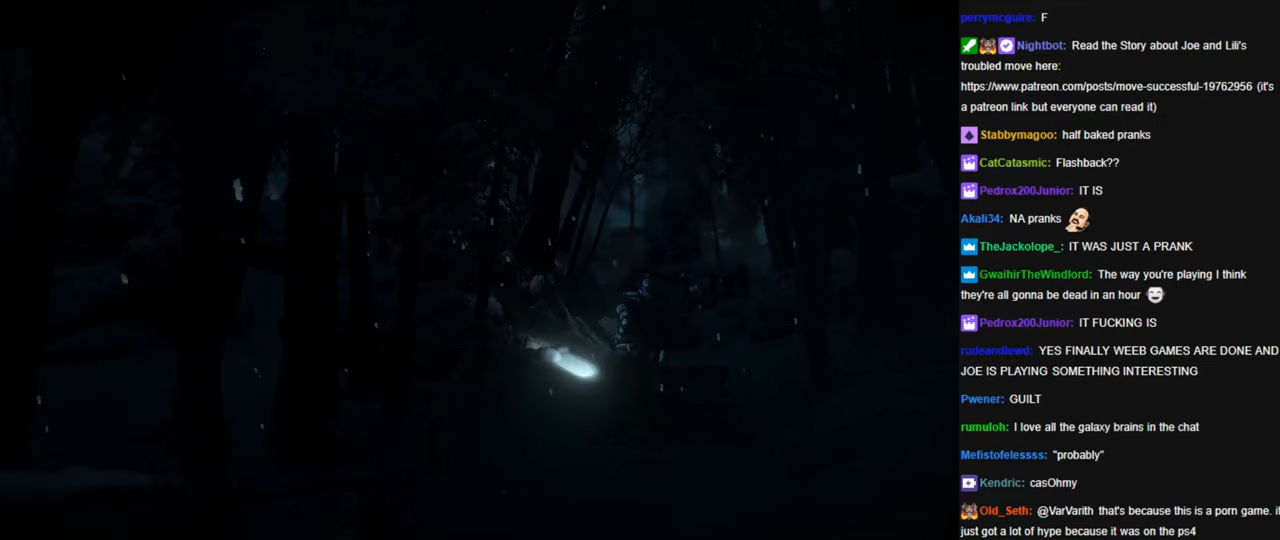 perrymcguire: F
Nightbot: Read the Story about Joe and Lili's
troubled move here:
https://www.patreon.com/posts/move-successful-19762956 (it's
a patreon link but everyone can read it)
Stabbymagoo: half baked pranks
CatCatasmic: Flashback??
Pedrox200Junior: IT IS
Akali34: NA pranks
TheJackolope_: IT WAS JUST A PRANK
GwaihirTheWindlord: The way you're playing I think
they're all gonna be dead in an hour
Pedrox200Junior: IT FUCKING IS
rudeandlewd: YES FINALLY WEEB GAMES ARE DONE AND
JOE IS PLAYING SOMETHING INTERESTING
Pwener: GUILT
rumuloh: I love all the galaxy brains in the chat
Mefistofelessss: "probably"
Kendric: casOhmy
Old_Seth: @VarVarith that's because this is a porn game. i
just got a lot of hype because it was on the ps4